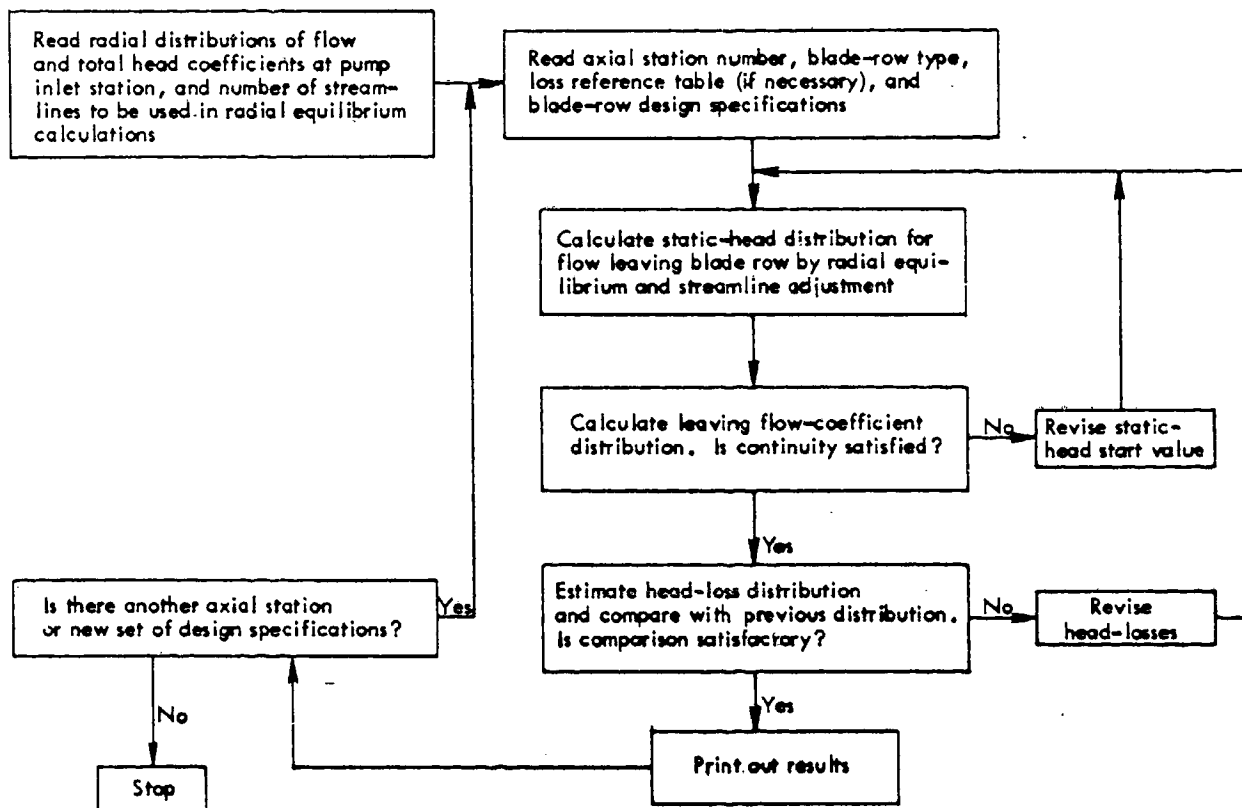 Read radial distributions of flow
and total head coefficients at pump
inlet station, and number of stream-
lines to be used in radial equilibrium
calculations
Read axial station number, blade-row type,
loss reference table (if necessary), and
blade-row design specifications
Calculate static-head distribution for
flow leaving blade row by radial equi-
librium and streamline adjustment
Calculate leaving flow-coefficient
distribution. Is continuity satisfied?
No
Revise static-
head start value
Yes
Estimate head-loss distribution
and compare with previous distribution.
Is comparison satisfactory?
No
Revise
head-losses
Yes
Print out results
Is there another axial station
or new set of design specifications?
Yes
No
Stop